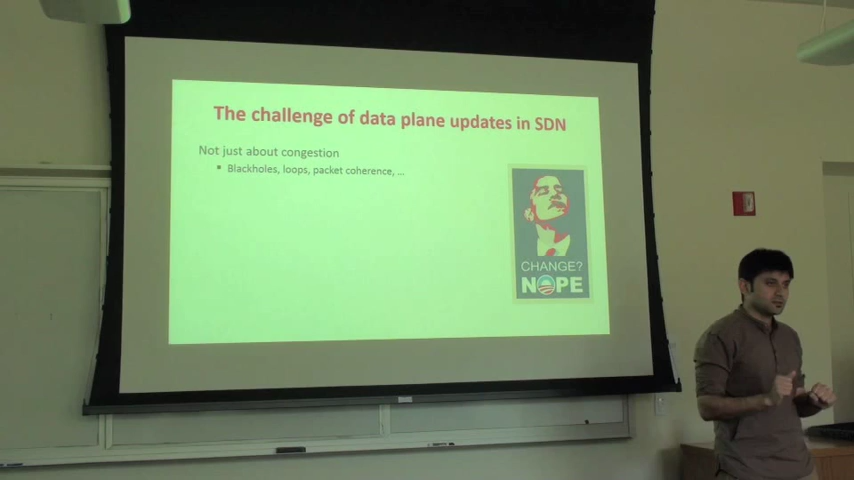 The challenge of data plane updates in SDN
Not just about congestion
▪ Blackholes, loops, packet coherence, ...
CHANGE?
NOPE